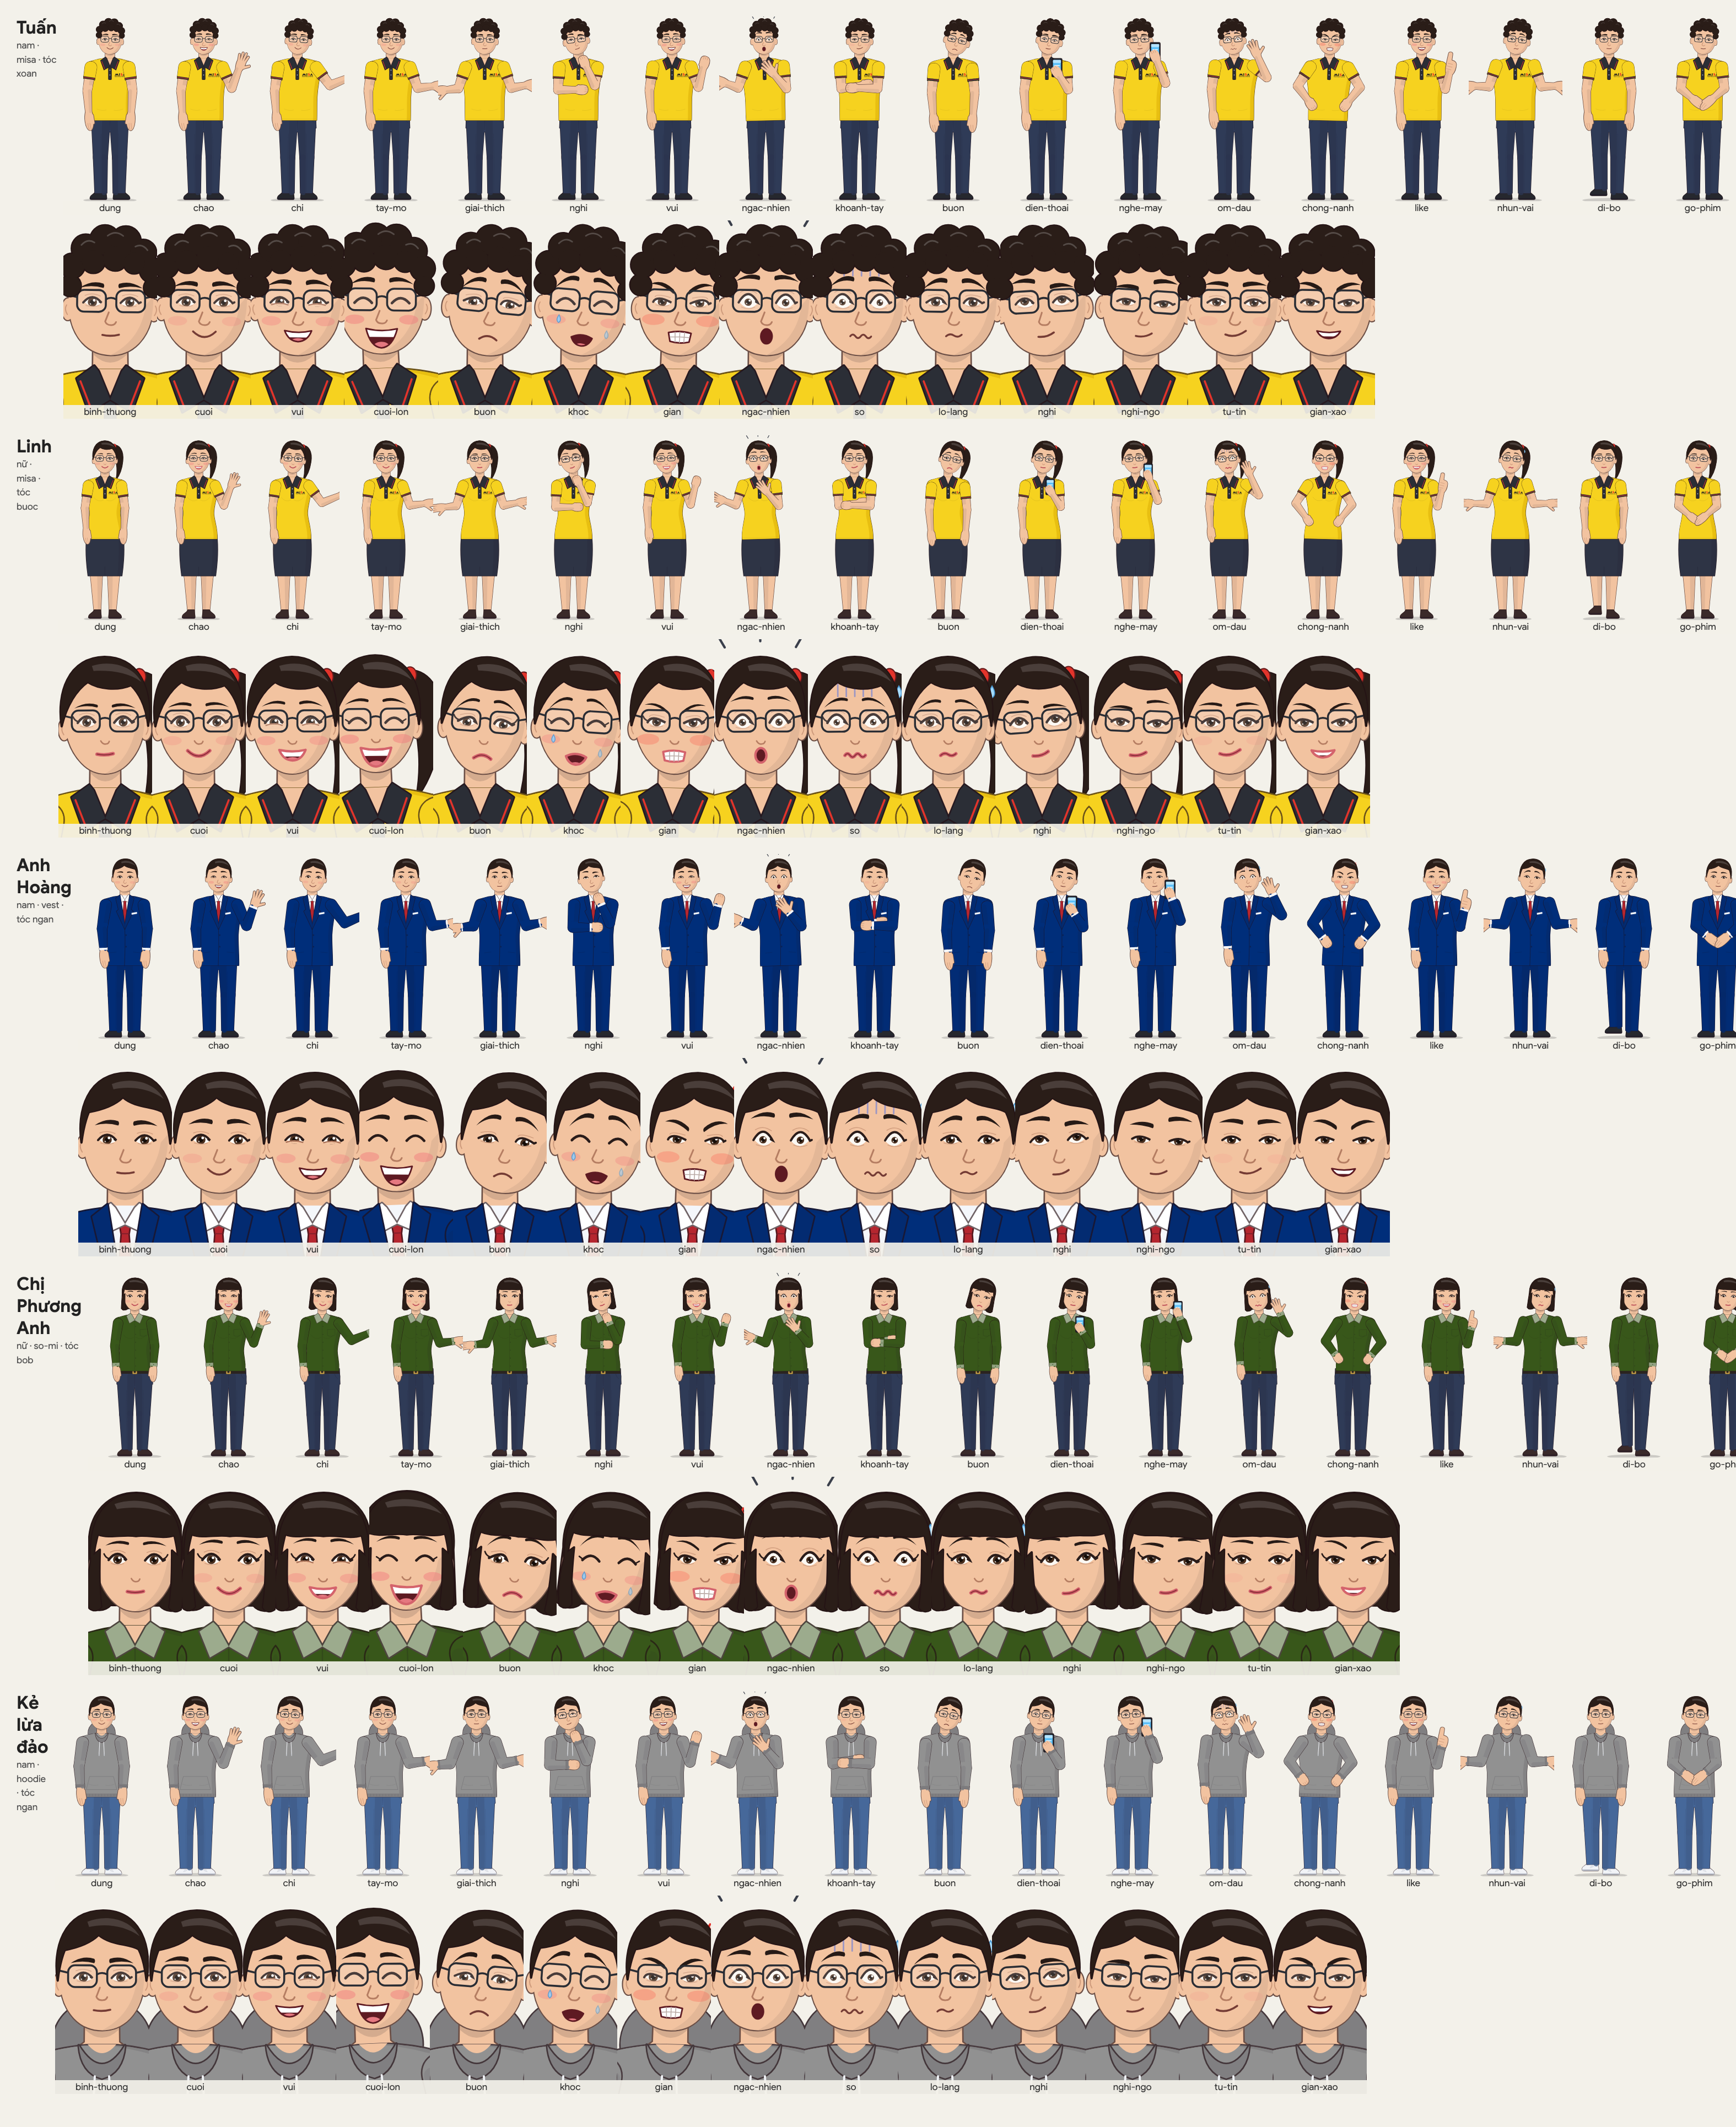 Tuấn
nam ·
misa · tóc
xoan
dung chao chi tay-mo giai-thich nghi vui ngac-nhien khoanh-tay buon dien-thoai nghe-may om-dau chong-nanh like nhun-vai di-bo go-phim
binh-thuong cuoi vui cuoi-lon buon khoc gian ngac-nhien so lo-lang nghi nghi-ngo tu-tin gian-xao
Linh
nữ ·
misa ·
tóc
buoc
dung chao chi tay-mo giai-thich nghi vui ngac-nhien khoanh-tay buon dien-thoai nghe-may om-dau chong-nanh like nhun-vai di-bo go-phim
binh-thuong cuoi vui cuoi-lon buon khoc gian ngac-nhien so lo-lang nghi nghi-ngo tu-tin gian-xao
Anh
Hoàng
nam · vest ·
tóc ngan
dung chao chi tay-mo giai-thich nghi vui ngac-nhien khoanh-tay buon dien-thoai nghe-may om-dau chong-nanh like nhun-vai di-bo go-phim
binh-thuong cuoi vui cuoi-lon buon khoc gian ngac-nhien so lo-lang nghi nghi-ngo tu-tin gian-xao
Chị
Phương
Anh
nữ · so-mi · tóc
bob
dung chao chi tay-mo giai-thich nghi vui ngac-nhien khoanh-tay buon dien-thoai nghe-may om-dau chong-nanh like nhun-vai di-bo go-ph
binh-thuong cuoi vui cuoi-lon buon khoc gian ngac-nhien so lo-lang nghi nghi-ngo tu-tin gian-xao
Kẻ
lừa
đảo
nam ·
hoodie
· tóc
ngan
dung chao chi tay-mo giai-thich nghi vui ngac-nhien khoanh-tay buon dien-thoai nghe-may om-dau chong-nanh like nhun-vai di-bo go-phim
binh-thuong cuoi vui cuoi-lon buon khoc gian ngac-nhien so lo-lang nghi nghi-ngo tu-tin gian-xao